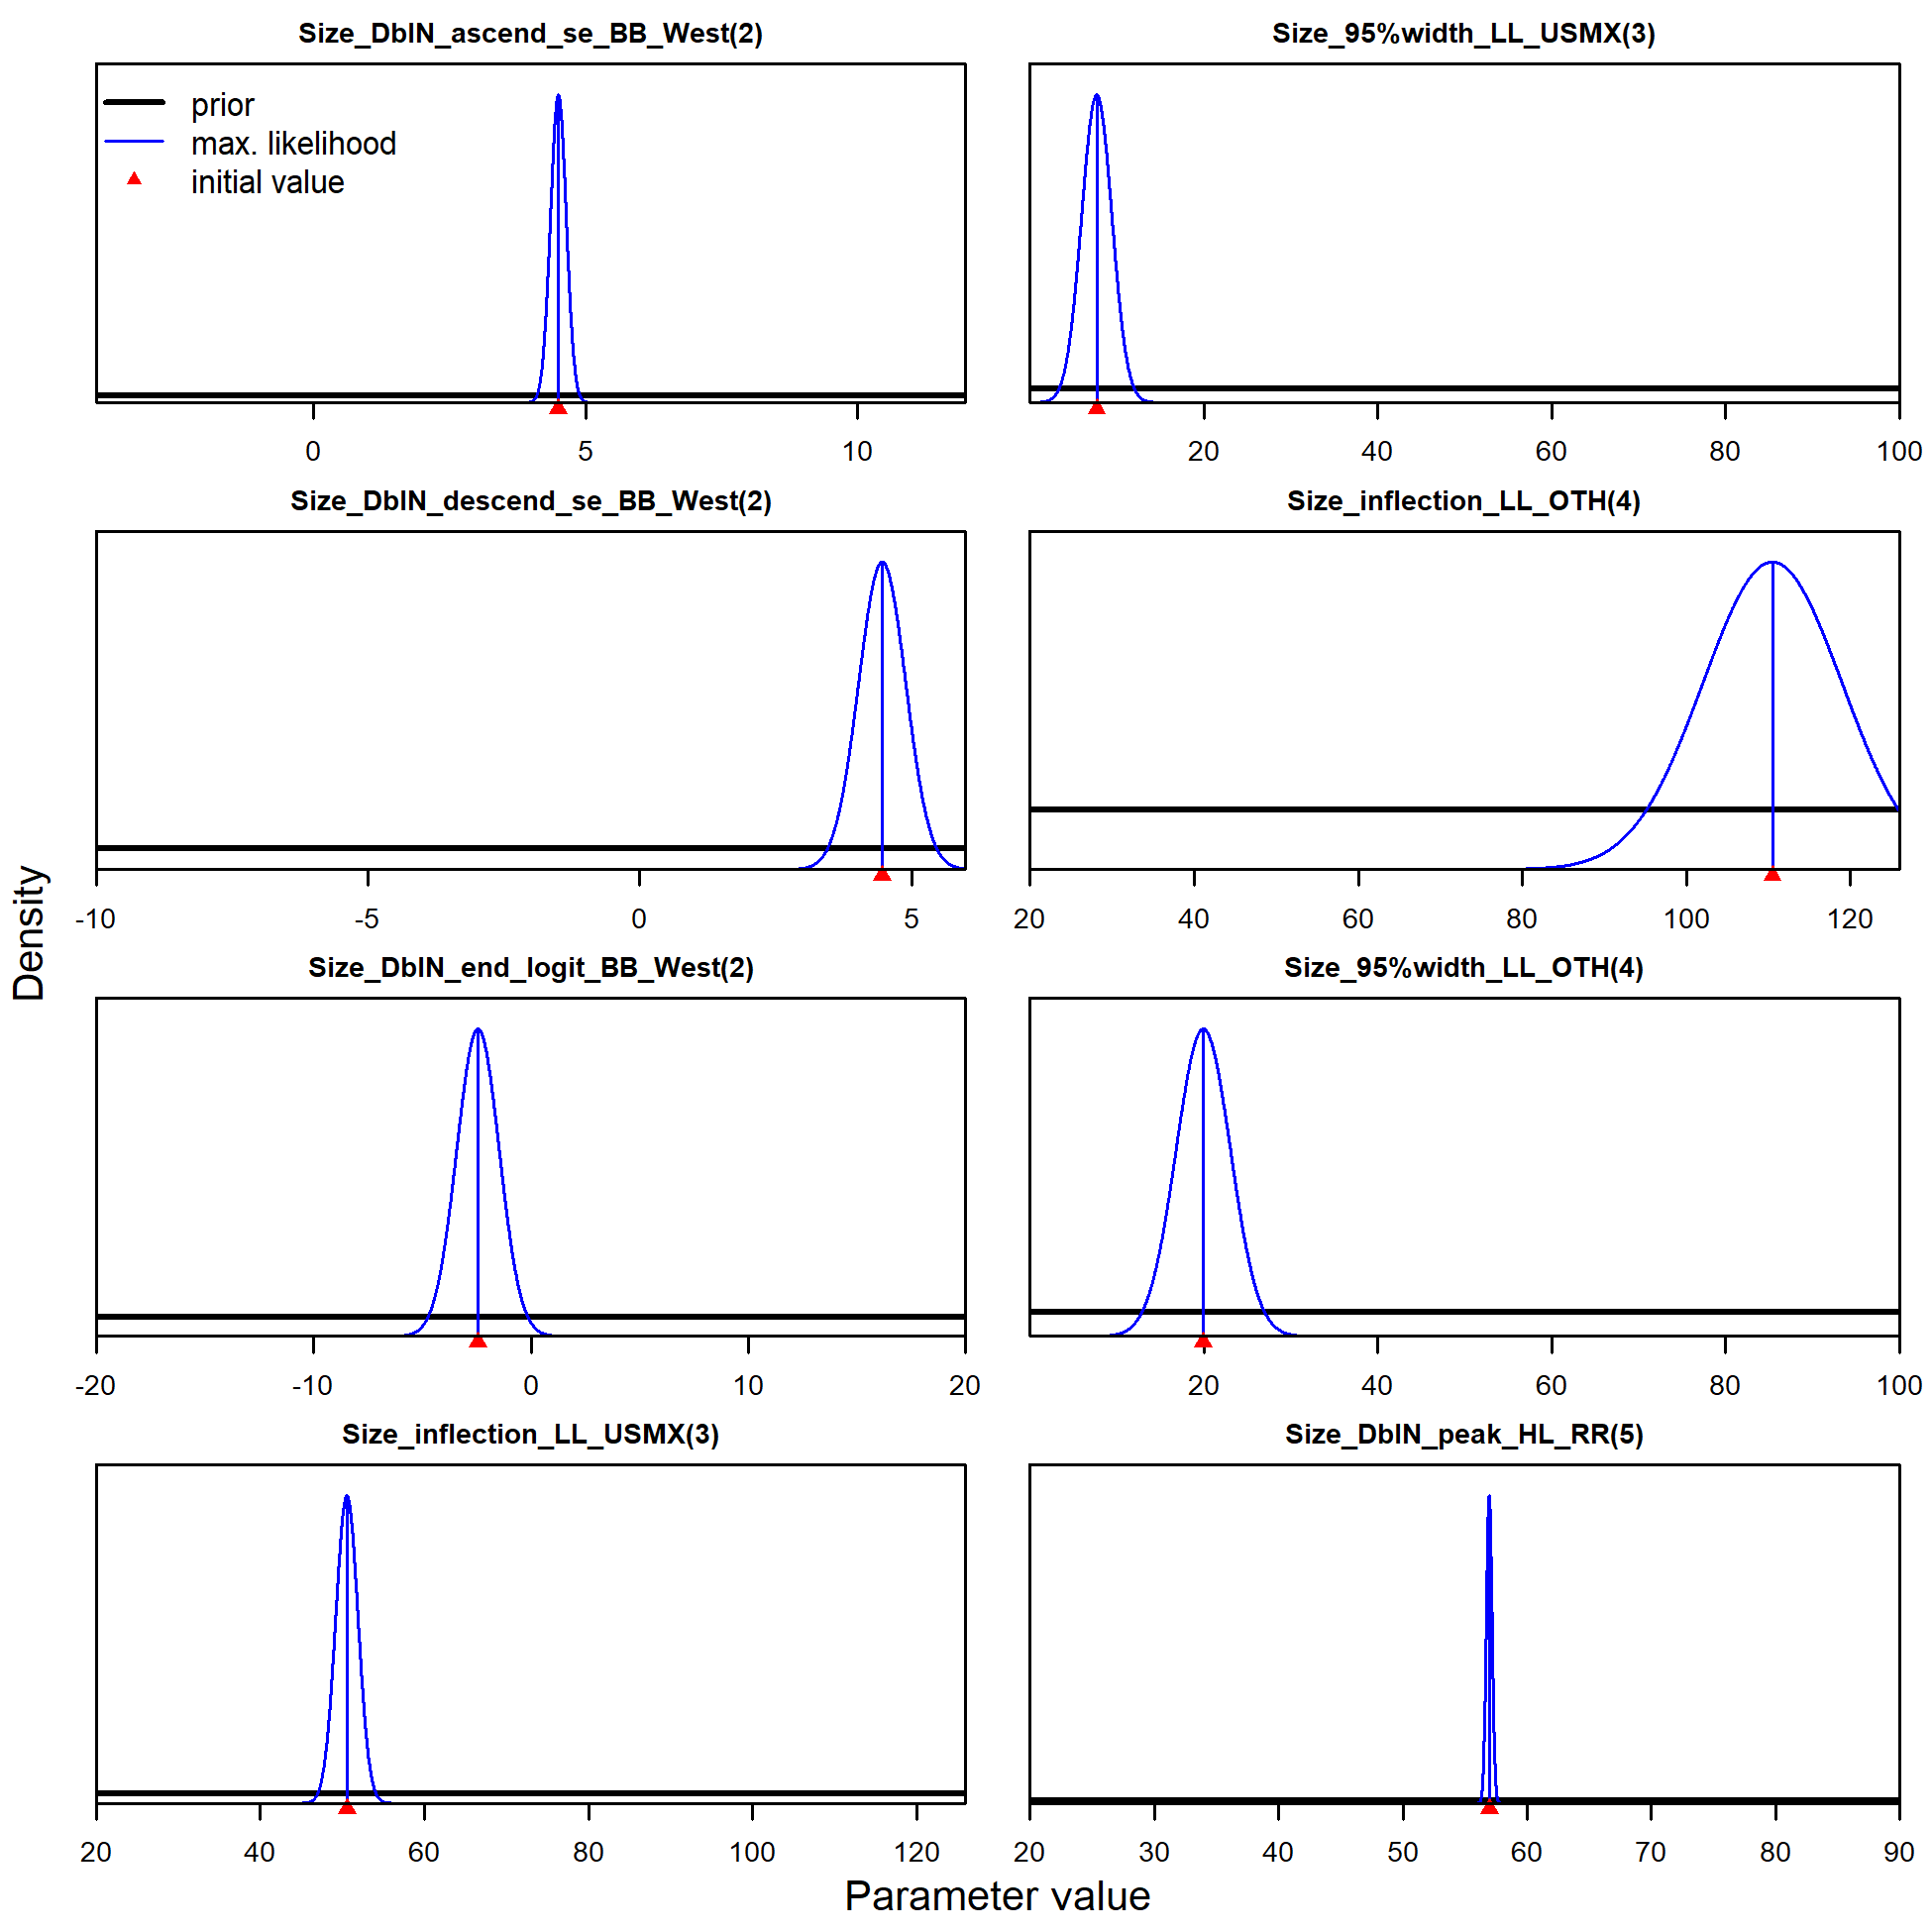 Size_DblN_ascend_se_BB_West(2)
prior
max. likelihood
initial value
0 5 10
Size_95%width_LL_USMX(3)
20 40 60 80 100
Size_DblN_descend_se_BB_West(2)
-10 -5 0 5
Size_inflection_LL_OTH(4)
20 40 60 80 100 120
Size_DblN_end_logit_BB_West(2)
-20 -10 0 10 20
Size_95%width_LL_OTH(4)
20 40 60 80 100
Size_inflection_LL_USMX(3)
20 40 60 80 100 120
Size_DblN_peak_HL_RR(5)
20 30 40 50 60 70 80 90
Density
Parameter value